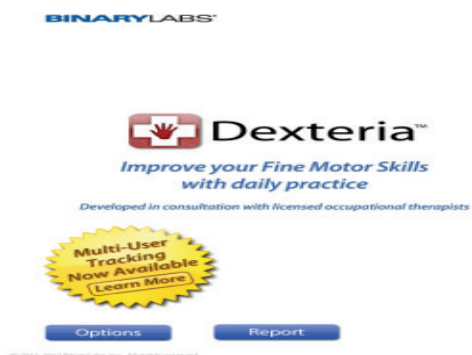 BINARYLABS
Dexteria™
Improve your Fine Motor Skills
with daily practice
Developed in consultation with licensed occupational therapists
Multi-User
Tracking
Now Available
Learn More
Options
Report